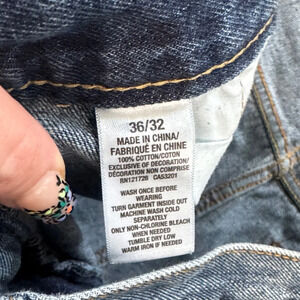 36/32
MADE IN CHINA/
FABRIQUÉ EN CHINE
100% COTTON/COTON
EXCLUSIVE OF DECORATION/
DÉCORATION NON COMPRISE
RN121726 CA53201
WASH ONCE BEFORE
WEARING
TURN GARMENT INSIDE OUT
MACHINE WASH COLD
SEPARATELY
ONLY NON-CHLORINE BLEACH
WHEN NEEDED
TUMBLE DRY LOW
WARM IRON IF NEEDED